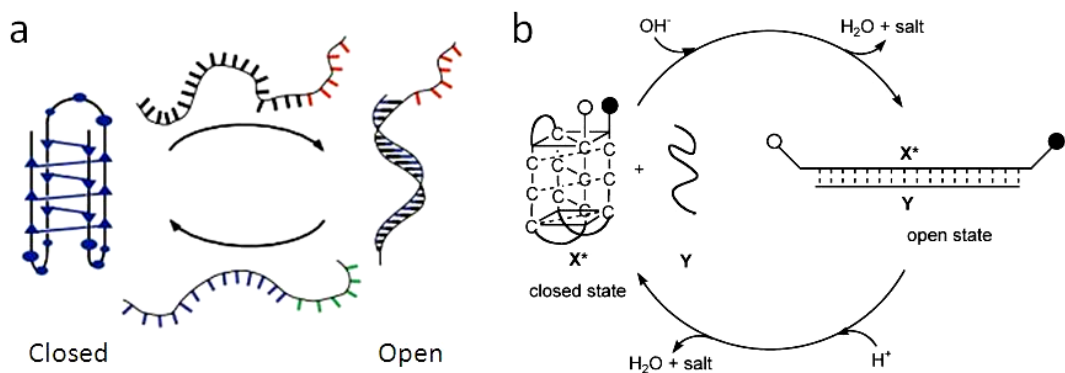 a
Closed
Open
b
OH⁻
H₂O + salt
C
C C
C C
C G C
C C
C
+
X*
Y
closed state
X*
Y
open state
H₂O + salt
H⁺